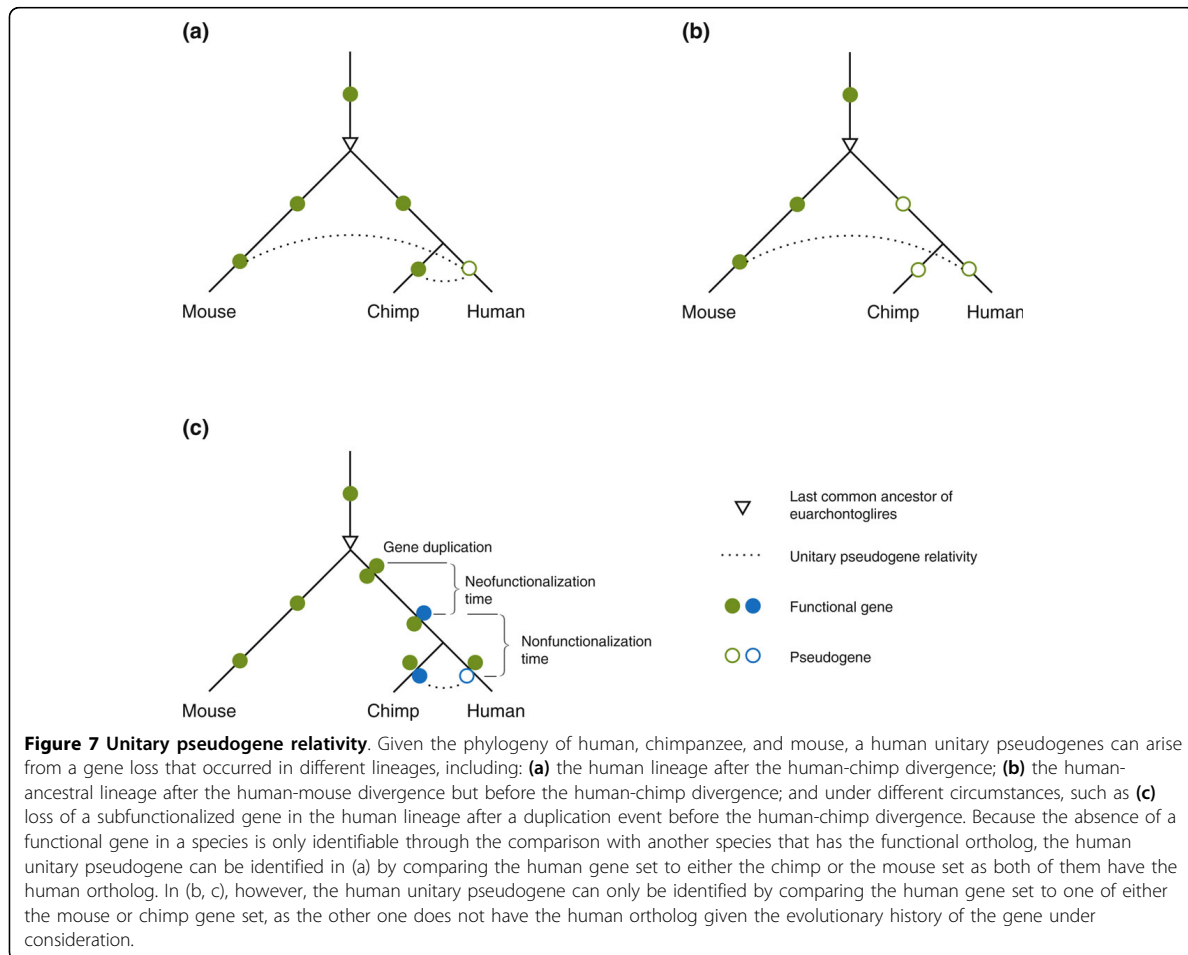 (a)
(b)
Mouse
Chimp
Human
Mouse
Chimp
Human
(c)
Gene duplication
Neofunctionalization
time
Nonfunctionalization
time
Mouse
Chimp
Human
Last common ancestor of
euarchontoglires
Unitary pseudogene relativity
Functional gene
Pseudogene
Figure 7 Unitary pseudogene relativity. Given the phylogeny of human, chimpanzee, and mouse, a human unitary pseudogenes can arise
from a gene loss that occurred in different lineages, including: (a) the human lineage after the human-chimp divergence; (b) the human-
ancestral lineage after the human-mouse divergence but before the human-chimp divergence; and under different circumstances, such as (c)
loss of a subfunctionalized gene in the human lineage after a duplication event before the human-chimp divergence. Because the absence of a
functional gene in a species is only identifiable through the comparison with another species that has the functional ortholog, the human
unitary pseudogene can be identified in (a) by comparing the human gene set to either the chimp or the mouse set as both of them have the
human ortholog. In (b, c), however, the human unitary pseudogene can only be identified by comparing the human gene set to one of either
the mouse or chimp gene set, as the other one does not have the human ortholog given the evolutionary history of the gene under
consideration.